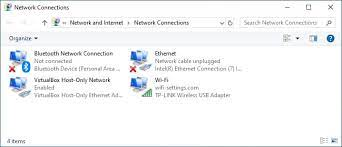 Network Connections
« Network and Internet › Network Connections
Search Network Connections
Organize
Bluetooth Network Connection
Not connected
Bluetooth Device (Personal Area ...
Ethernet
Network cable unplugged
Intel(R) Ethernet Connection (7) I...
VirtualBox Host-Only Network
Enabled
VirtualBox Host-Only Ethernet Ad...
Wi-Fi
wifi-settings.com
TP-LINK Wireless USB Adapter
4 items